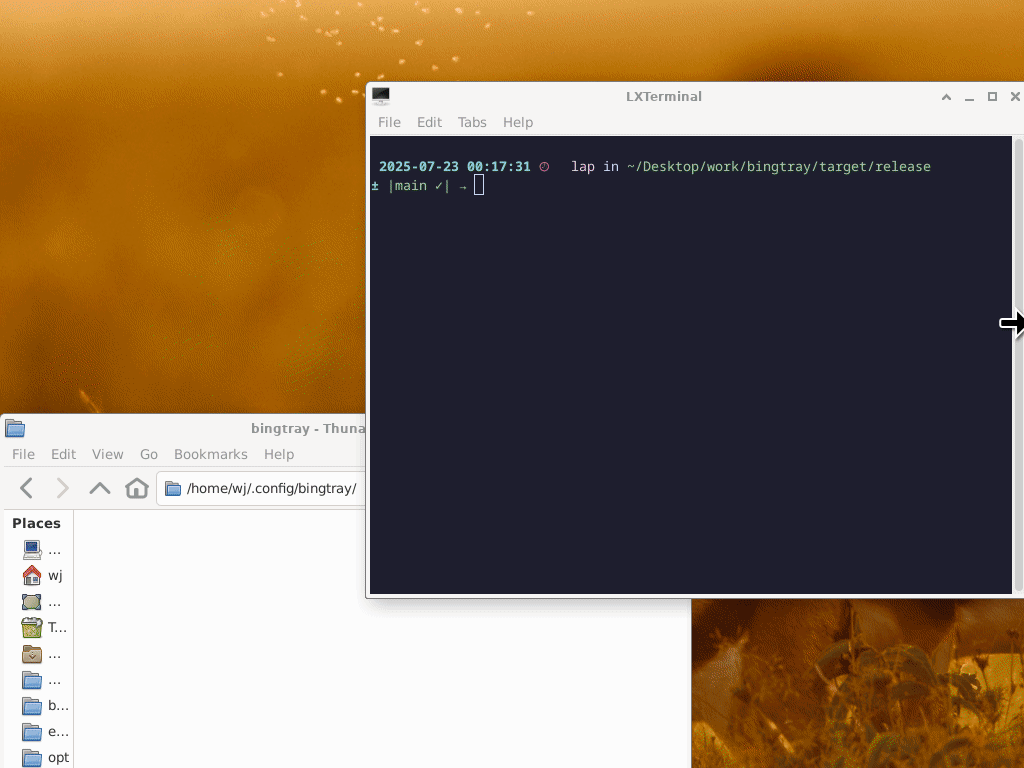 LXTerminal
File Edit Tabs Help
2025-07-23 00:17:31 lap in ~/Desktop/work/bingtray/target/release
± |main ✓| →
bingtray - Thuna
File Edit View Go Bookmarks Help
/home/wj/.config/bingtray/
Places
...
wj
...
T...
...
...
b...
e...
opt